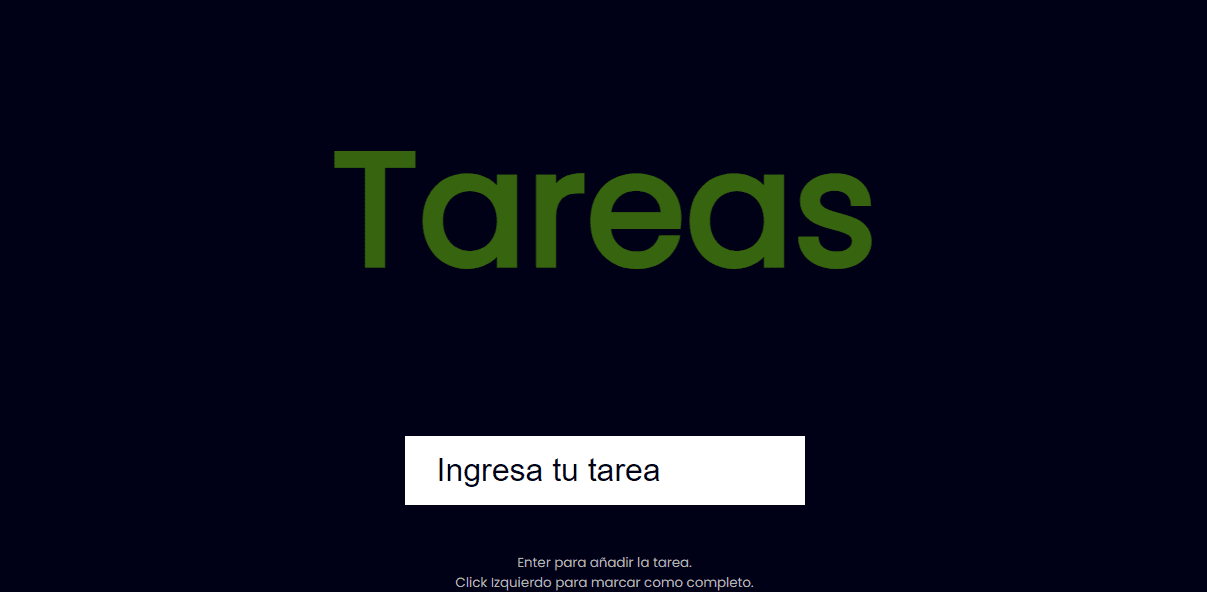 Tareas
Ingresa tu tarea
Enter para añadir la tarea.
Click Izquierdo para marcar como completo.